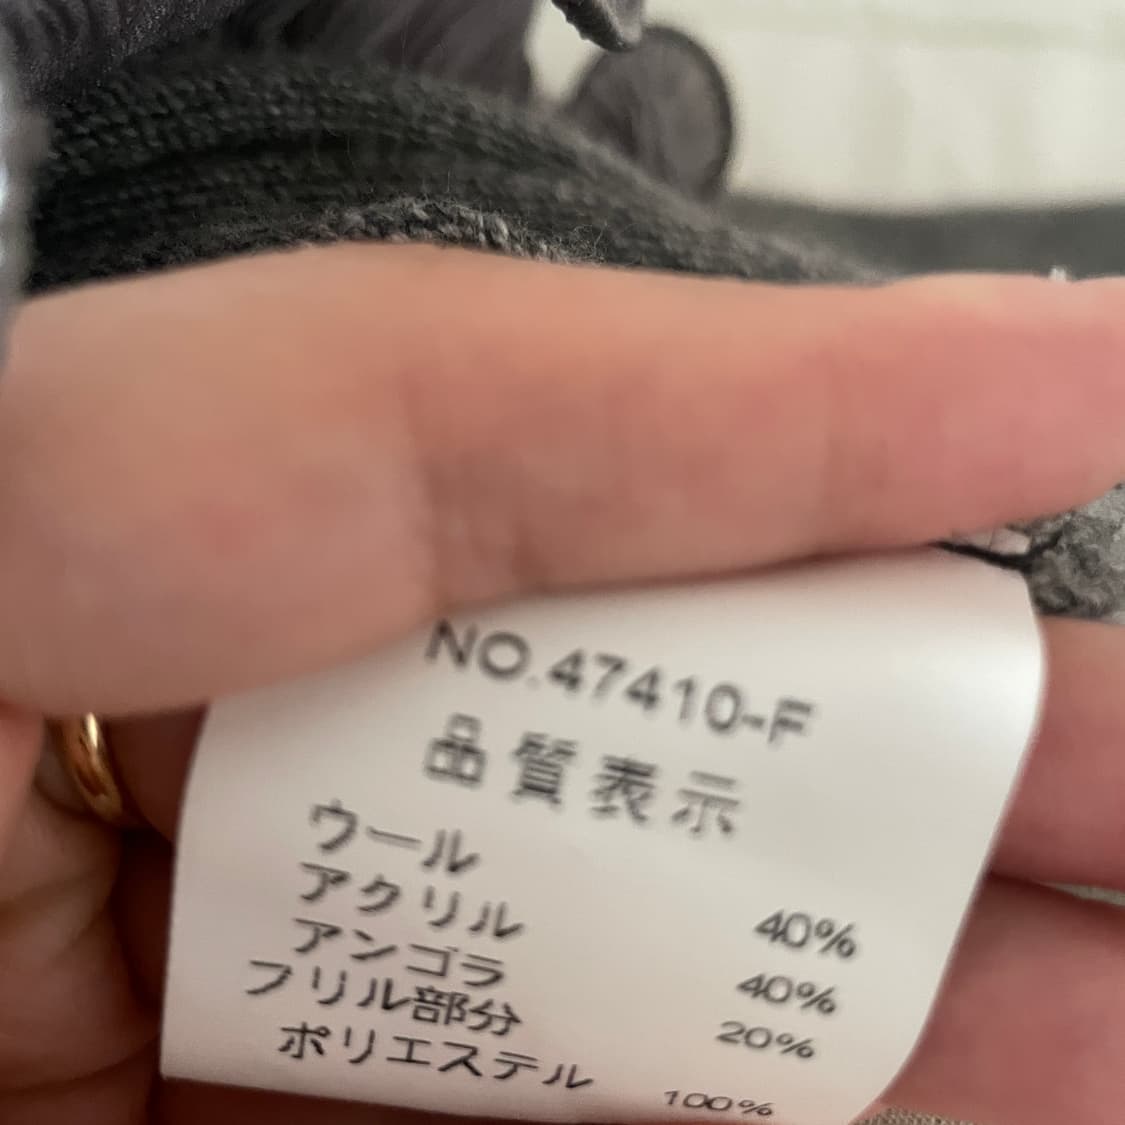 NO.47410-F
品質表示
ウール 40%
アクリル 40%
アンゴラ 20%
フリル部分
ポリエステル 100%